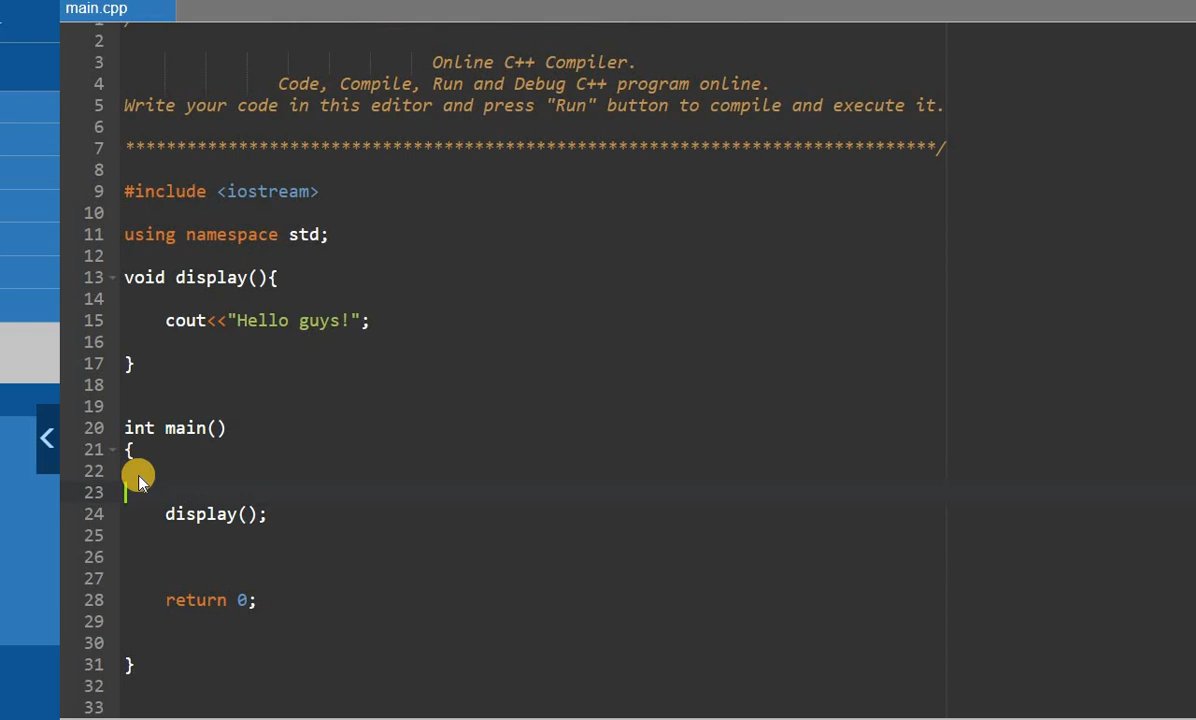 main.cpp
1 /
2
3 Online C++ Compiler.
4 Code, Compile, Run and Debug C++ program online.
5 Write your code in this editor and press "Run" button to compile and execute it.
6
7 *******************************************************************************/
8
9 #include <iostream>
10
11 using namespace std;
12
13 void display(){
14
15 cout<<"Hello guys!";
16
17 }
18
19
20 int main()
21 {
22
23
24 display();
25
26
27
28 return 0;
29
30
31 }
32
33